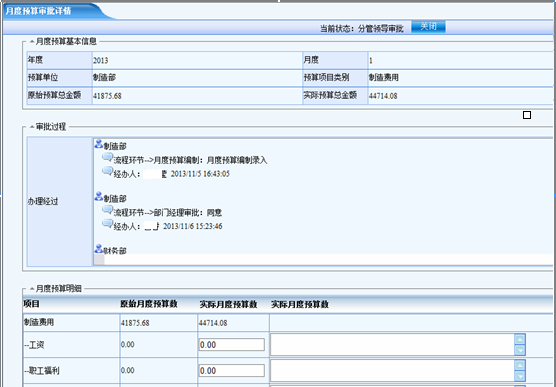 月度预算审批详情
当前状态：分管领导审批 关闭
月度预算基本信息
年度 2013 月度 1
预算单位 制造部 预算项目类别 制造费用
原始预算总金额 41875.68 实际预算总金额 44714.08
审批过程
办理经过
制造部
流程环节-->月度预算编制：月度预算编制录入
经办人： 2013/11/5 16:43:05
制造部
流程环节-->部门经理审批：同意
经办人： 2013/11/6 15:23:46
财务部
月度预算明细
项目 原始月度预算数 实际月度预算数 实际月度预算数
制造费用 41875.68 44714.08
--工资 0.00 0.00
--职工福利 0.00 0.00